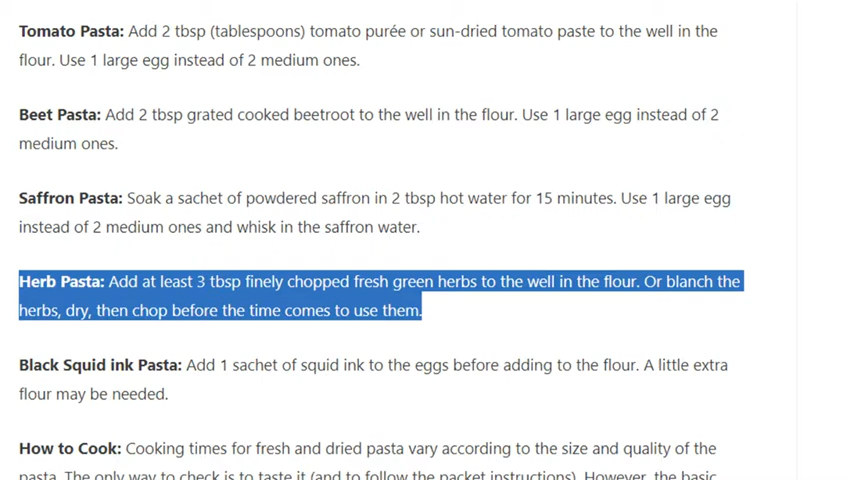 Tomato Pasta: Add 2 tbsp (tablespoons) tomato purée or sun-dried tomato paste to the well in the
flour. Use 1 large egg instead of 2 medium ones.
Beet Pasta: Add 2 tbsp grated cooked beetroot to the well in the flour. Use 1 large egg instead of 2
medium ones.
Saffron Pasta: Soak a sachet of powdered saffron in 2 tbsp hot water for 15 minutes. Use 1 large egg
instead of 2 medium ones and whisk in the saffron water.
Herb Pasta: Add at least 3 tbsp finely chopped fresh green herbs to the well in the flour. Or blanch the
herbs, dry, then chop before the time comes to use them.
Black Squid ink Pasta: Add 1 sachet of squid ink to the eggs before adding to the flour. A little extra
flour may be needed.
How to Cook: Cooking times for fresh and dried pasta vary according to the size and quality of the
pasta. The only way to check is to taste it (and to follow the packet instructions). However, the basic